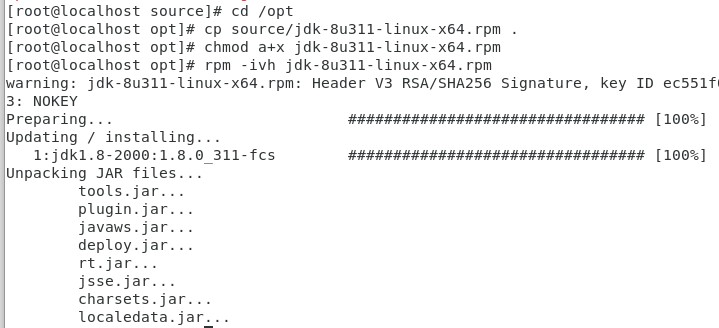 [root@localhost source]# cd /opt
[root@localhost opt]# cp source/jdk-8u311-linux-x64.rpm .
[root@localhost opt]# chmod a+x jdk-8u311-linux-x64.rpm
[root@localhost opt]# rpm -ivh jdk-8u311-linux-x64.rpm
warning: jdk-8u311-linux-x64.rpm: Header V3 RSA/SHA256 Signature, key ID ec551f0
3: NOKEY
Preparing...                          ################################# [100%]
Updating / installing...
   1:jdk1.8-2000:1.8.0_311-fcs        ################################# [100%]
Unpacking JAR files...
        tools.jar...
        plugin.jar...
        javaws.jar...
        deploy.jar...
        rt.jar...
        jsse.jar...
        charsets.jar...
        localedata.jar...